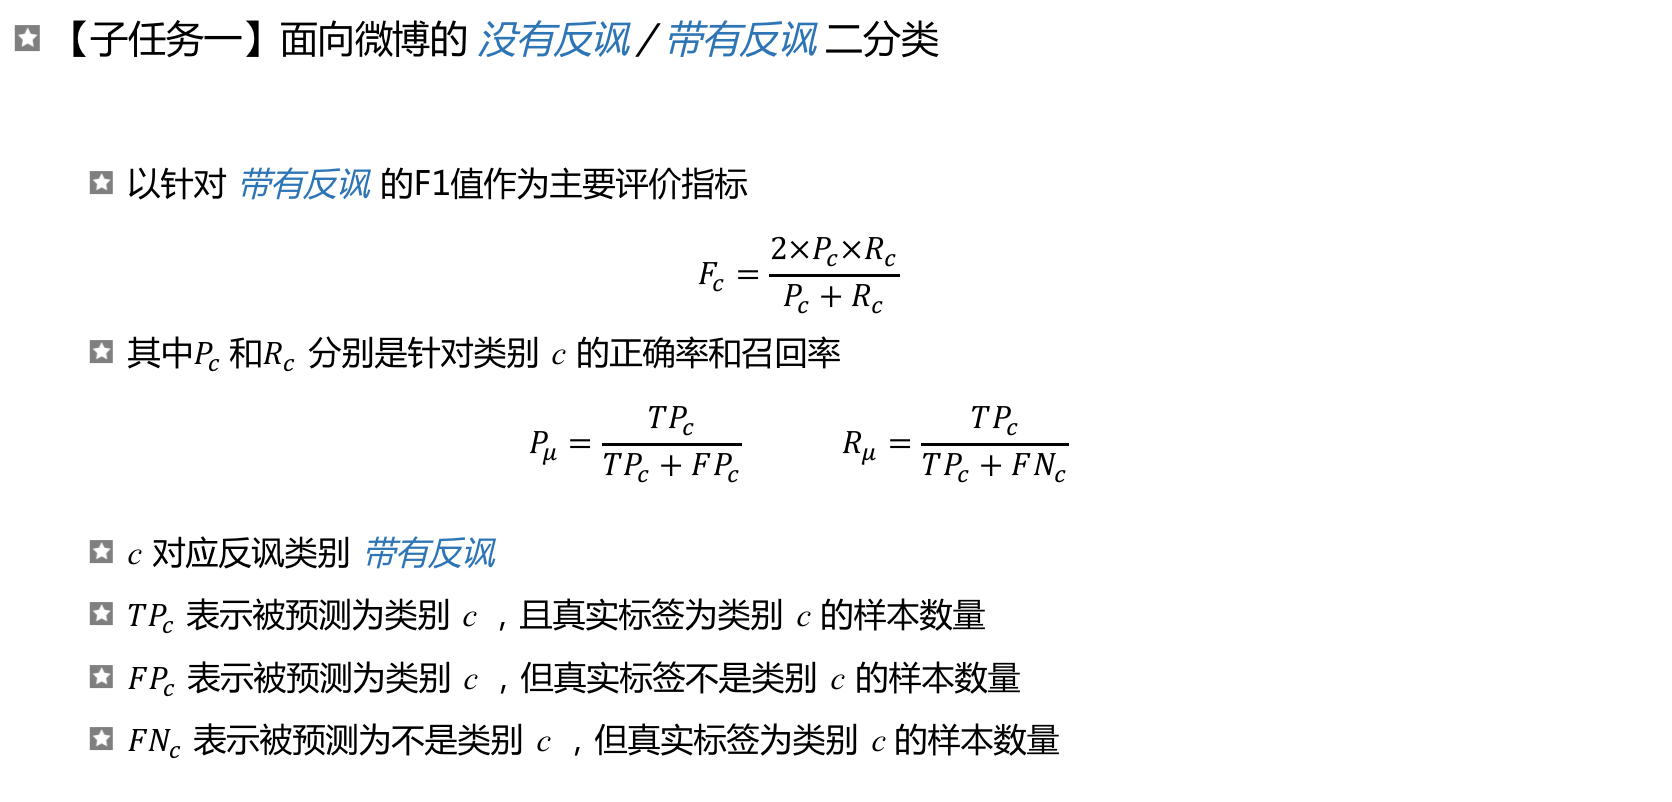 【子任务一】面向微博的 没有反讽 / 带有反讽 二分类
以针对 带有反讽 的F1值作为主要评价指标
F_c = \frac{2×P_c×R_c}{P_c + R_c}
其中P_c 和R_c 分别是针对类别 c 的正确率和召回率
P_μ = \frac{TP_c}{TP_c + FP_c} R_μ = \frac{TP_c}{TP_c + FN_c}
c 对应反讽类别 带有反讽
TP_c 表示被预测为类别 c ，且真实标签为类别 c 的样本数量
FP_c 表示被预测为类别 c ，但真实标签不是类别 c 的样本数量
FN_c 表示被预测为不是类别 c ，但真实标签为类别 c 的样本数量